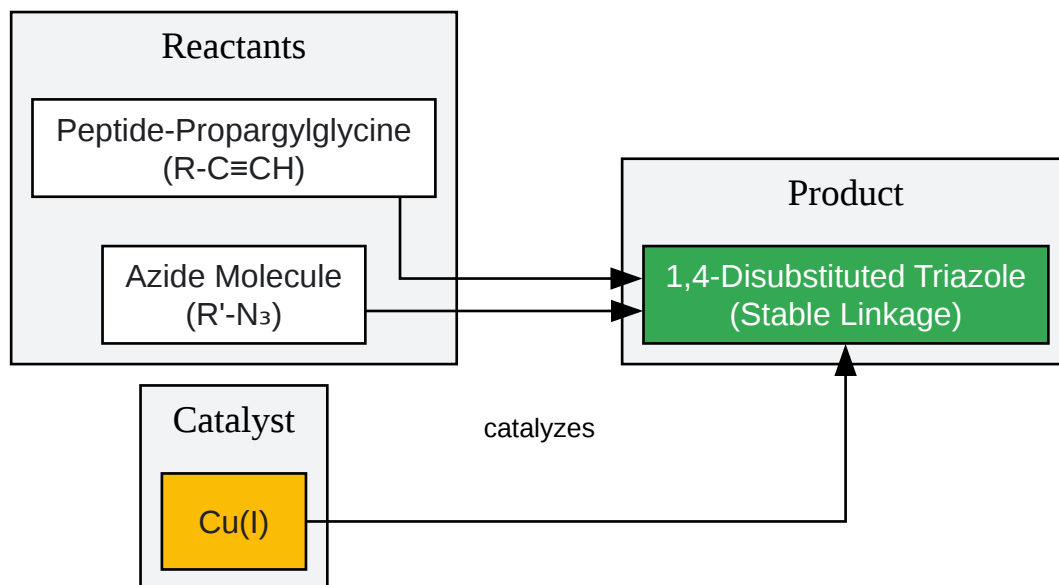 Reactants
Peptide-Propargylglycine
(R-C≡CH)
Azide Molecule
(R'-N₃)
Product
1,4-Disubstituted Triazole
(Stable Linkage)
Catalyst
catalyzes
Cu(I)